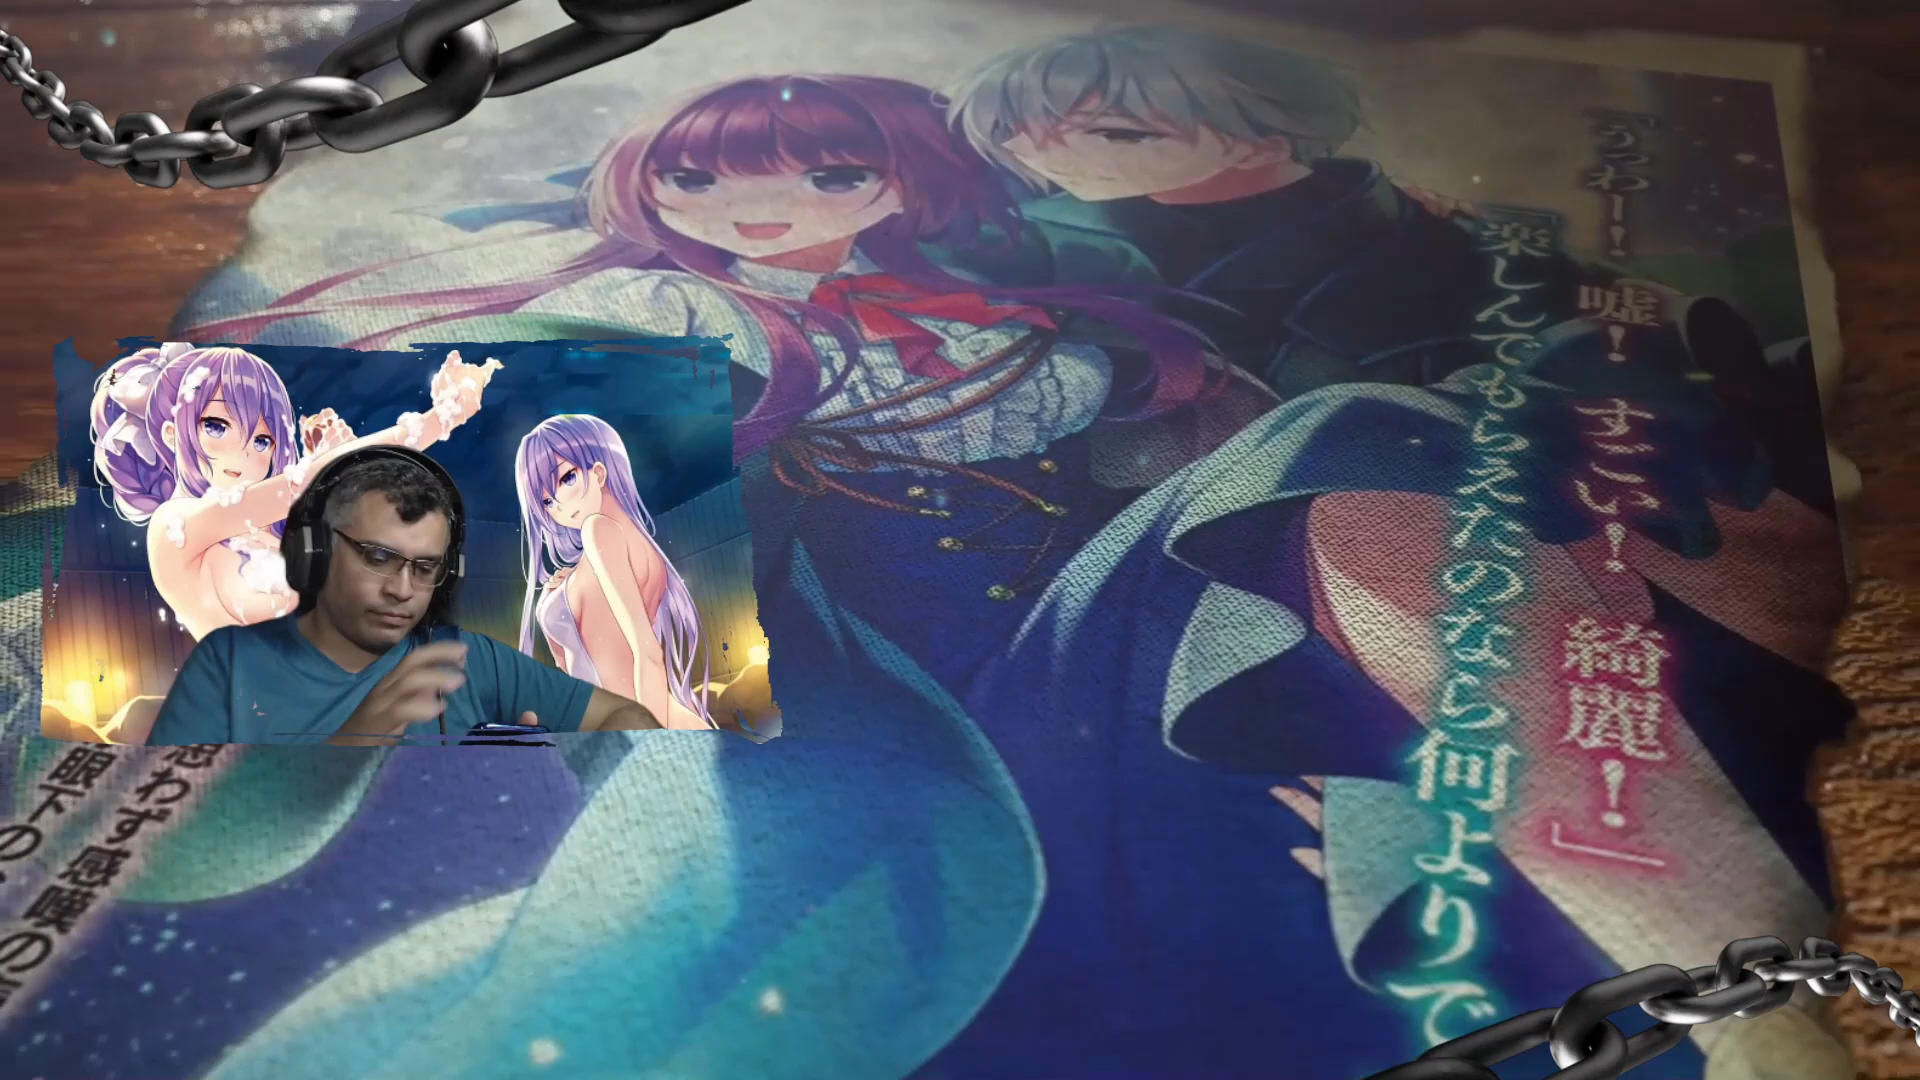 「うっわー！　嘘！　すごい！　綺麗！」
「楽しんでもらえたのなら何よりで
思わず感嘆の
眼下の、